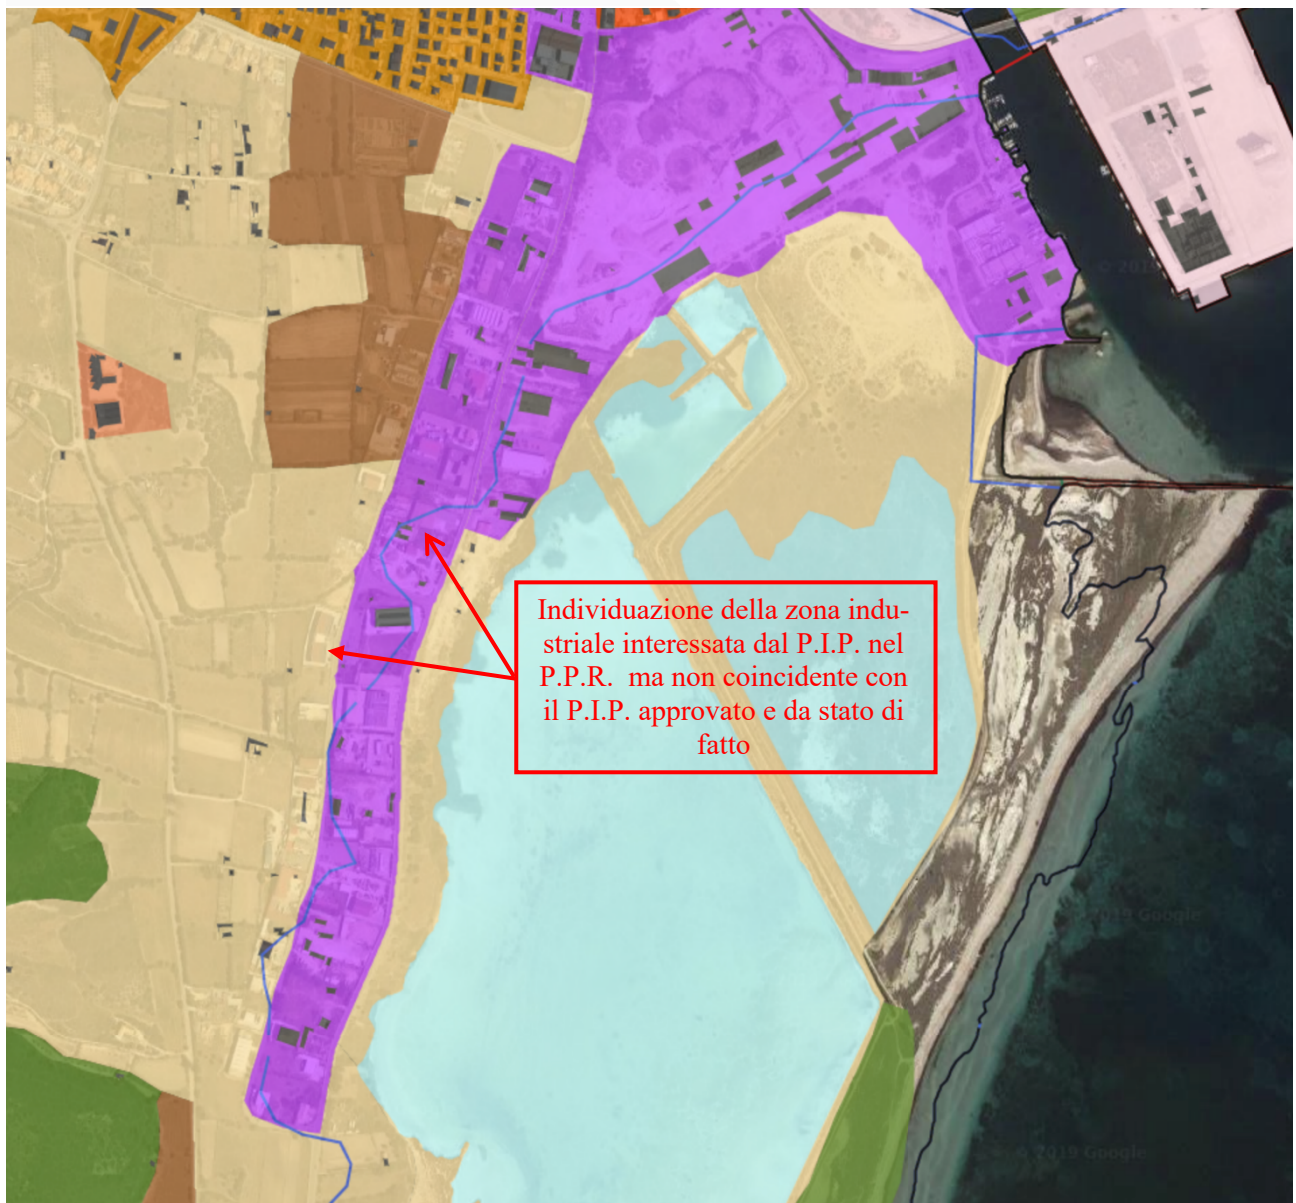 © 201
Individuazione della zona indu-
striale interessata dal P.I.P. nel
P.P.R. ma non coincidente con
il P.I.P. approvato e da stato di
fatto
2019 Google
© 2019 Google